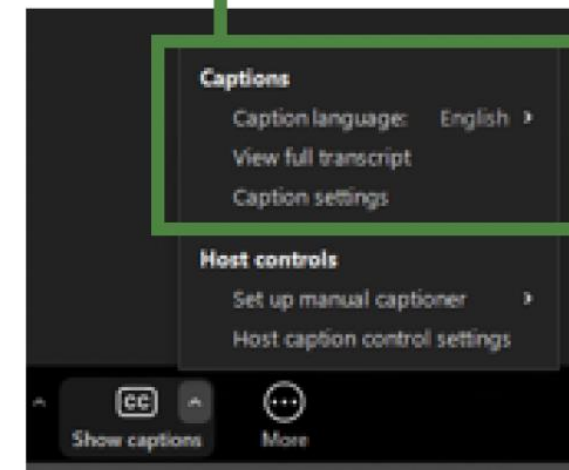 Captions
Caption language: English >
View full transcript
Caption settings
Host controls
Set up manual captioner >
Host caption control settings
CC
Show captions
More